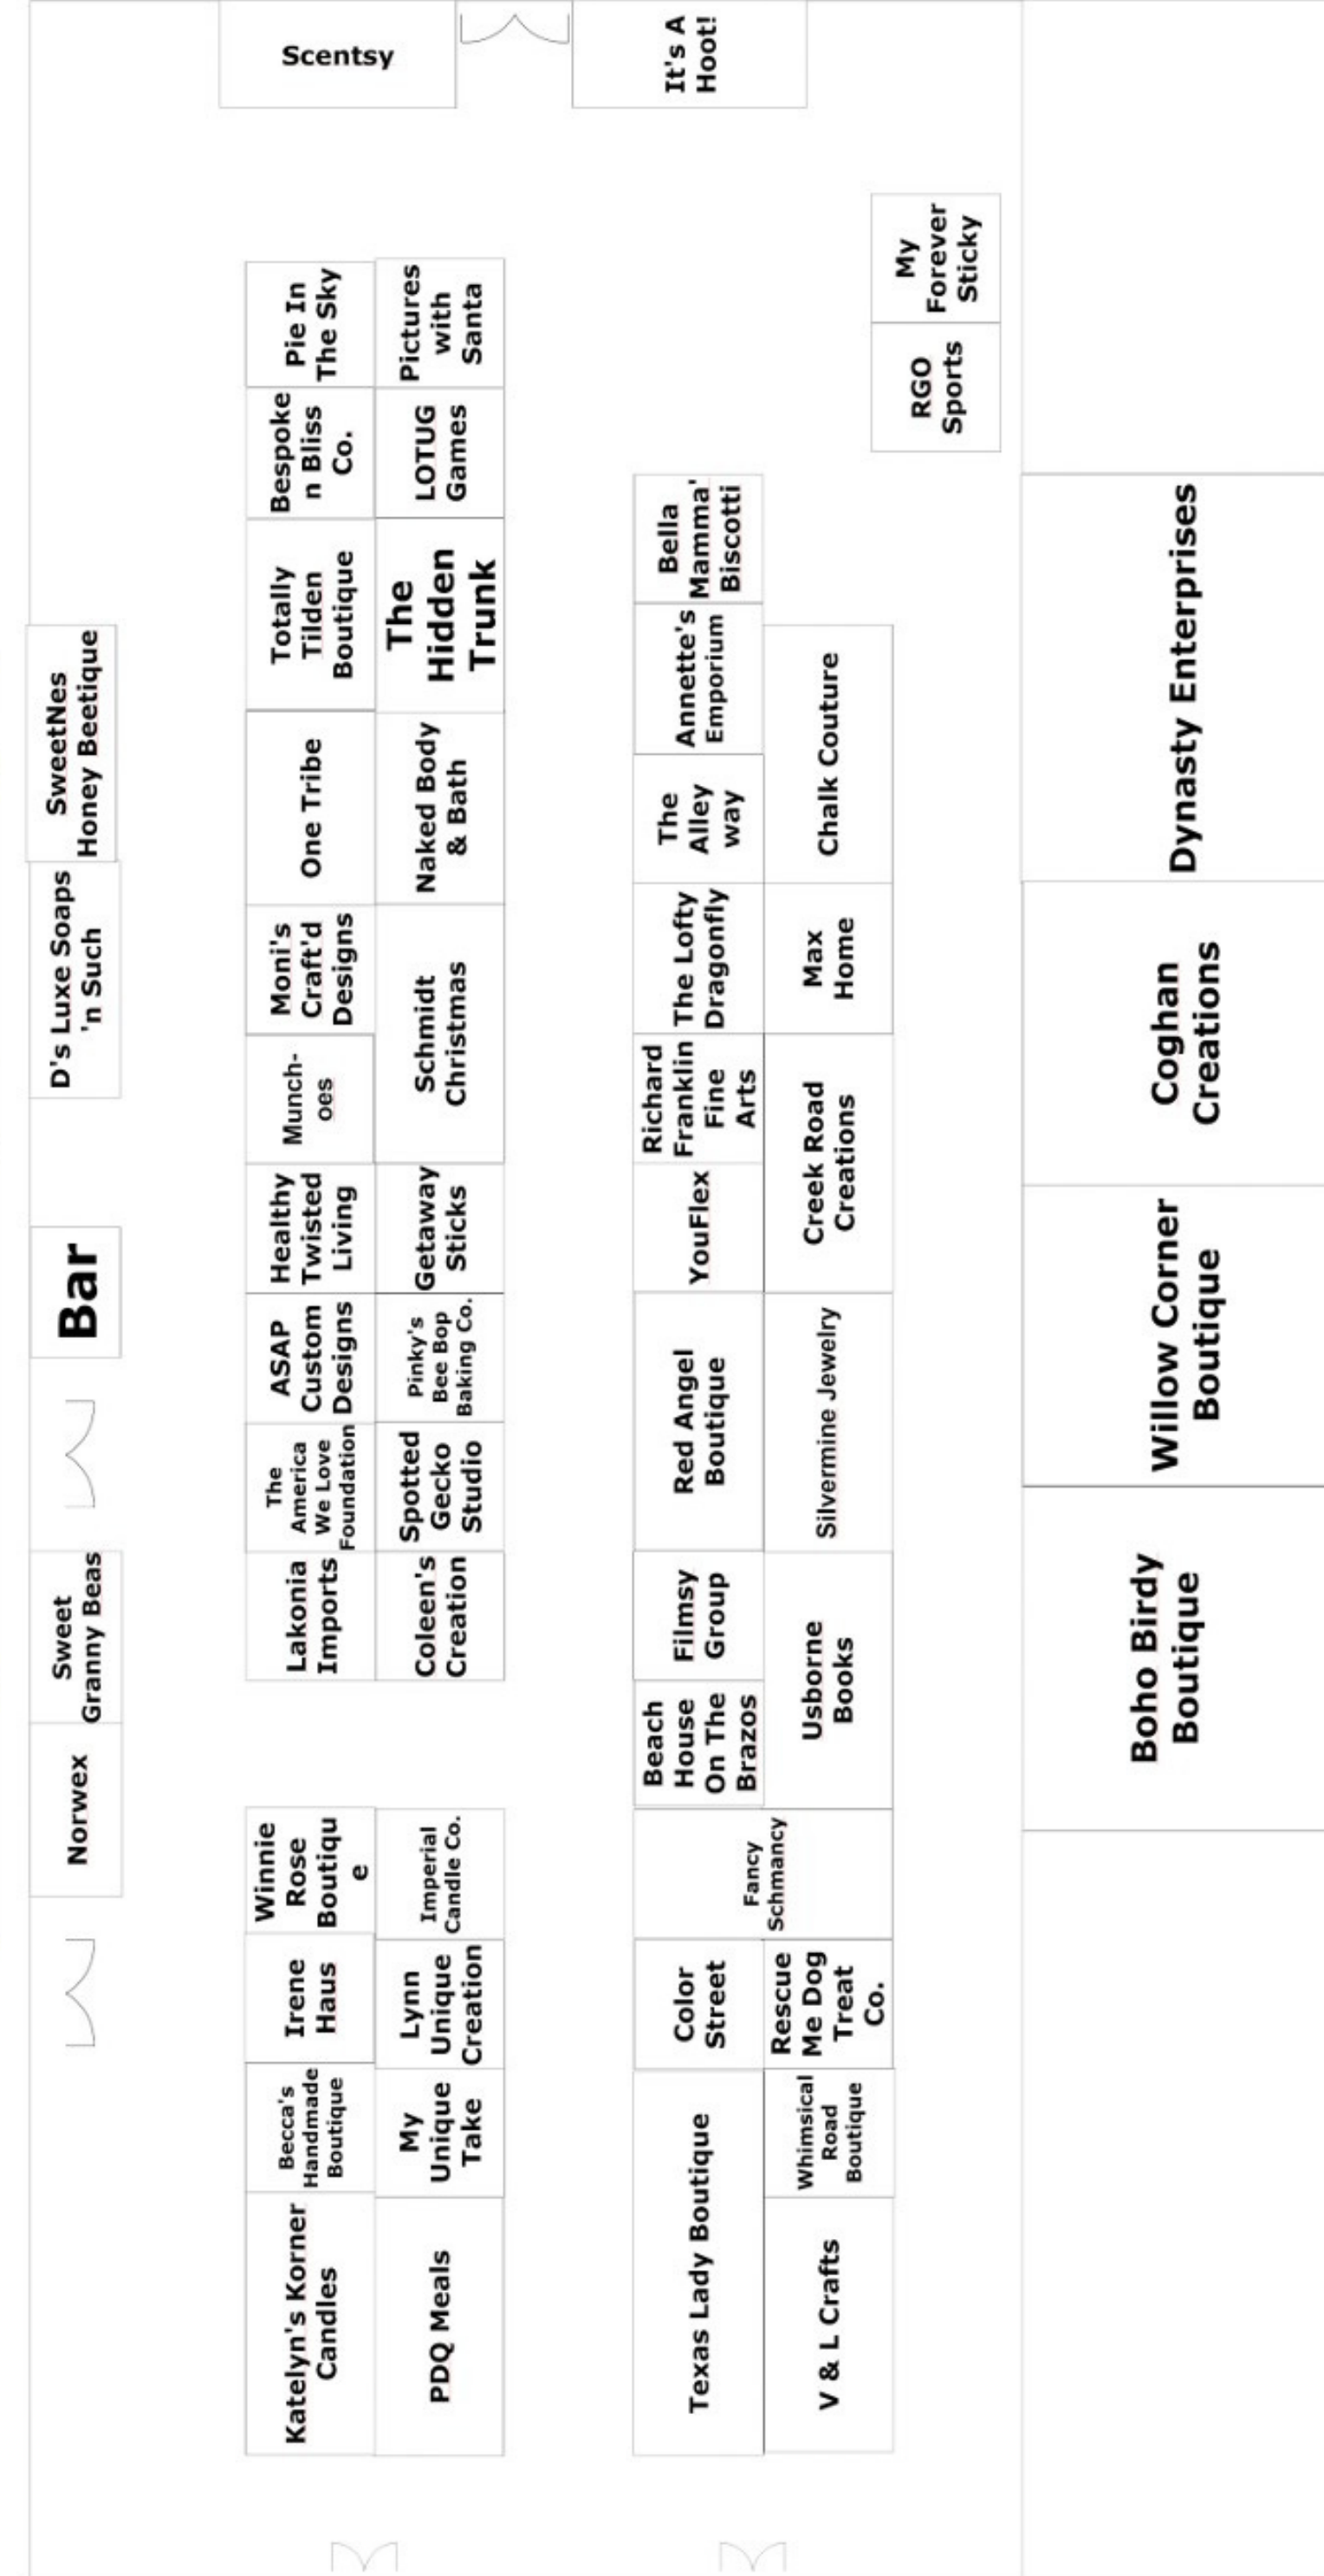 Scentsy
It's A
Hoot!
My
Forever
Sticky
RGO
Sports
Pie In
The Sky
Pictures
with
Santa
Bespoke
n Bliss
Co.
LOTUG
Games
Totally
Tilden
Boutique
The
Hidden
Trunk
One Tribe
Naked Body
& Bath
Moni's
Craft'd
Designs
Schmidt
Christmas
Munch-
oes
Healthy
Twisted
Living
Getaway
Sticks
ASAP
Custom
Designs
Pinky's
Bee Bop
Baking Co.
The
America
We Love
Foundation
Spotted
Gecko
Studio
Lakonia
Imports
Coleen's
Creation
Winnie
Rose
Boutiqu
e
Imperial
Candle Co.
Irene
Haus
Lynn
Unique
Creation
Becca's
Handmade
Boutique
My
Unique
Take
Katelyn's Korner
Candles
PDQ Meals
SweetNes
Honey Beetique
D's Luxe Soaps
'n Such
Bar
Sweet
Granny Beas
Norwex
Bella
Mamma'
Biscotti
Annette's
Emporium
Chalk Couture
The
Alley
way
The Lofty
Dragonfly
Max
Home
Richard
Franklin
Fine
Arts
Creek Road
Creations
YouFlex
Red Angel
Boutique
Silvermine Jewelry
Filmsy
Group
Usborne
Books
Beach
House
On The
Brazos
Fancy
Schmancy
Color
Street
Rescue
Me Dog
Treat
Co.
Texas Lady Boutique
Whimsical
Road
Boutique
V & L Crafts
Dynasty Enterprises
Coghan
Creations
Willow Corner
Boutique
Boho Birdy
Boutique